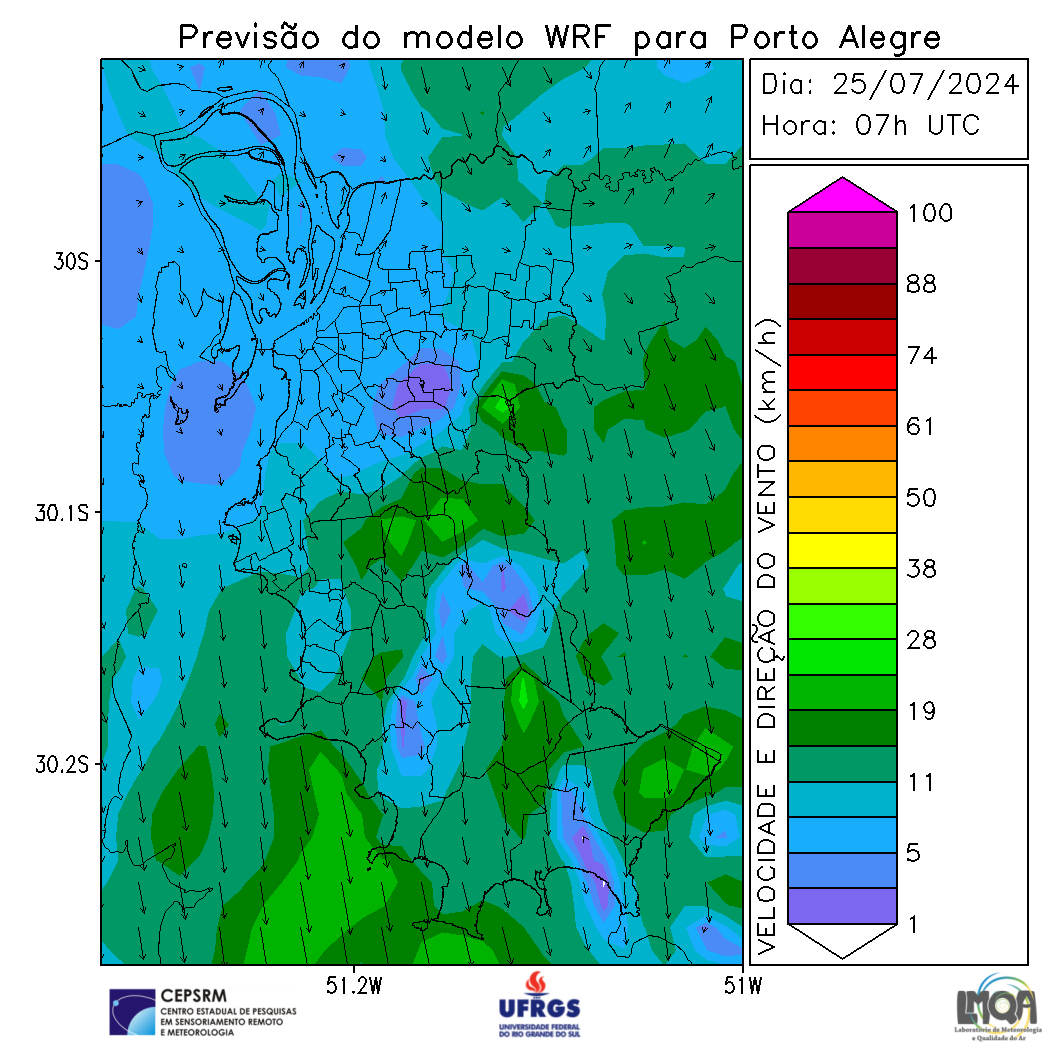 Previsão do modelo WRF para Porto Alegre
Dia: 25/07/2024
Hora: 07h UTC
30S
30.1S
30.2S
51.2W
51W
VELOCIDADE E DIREÇÃO DO VENTO (km/h)
100
88
74
61
50
38
28
19
11
5
1
CEPSRM
CENTRO ESTADUAL DE PESQUISAS
EM SENSORIAMENTO REMOTO
E METEOROLOGIA
UFRGS
UNIVERSIDADE FEDERAL
DO RIO GRANDE DO SUL
LMQA
Laboratório de Meteorologia
e Qualidade do Ar